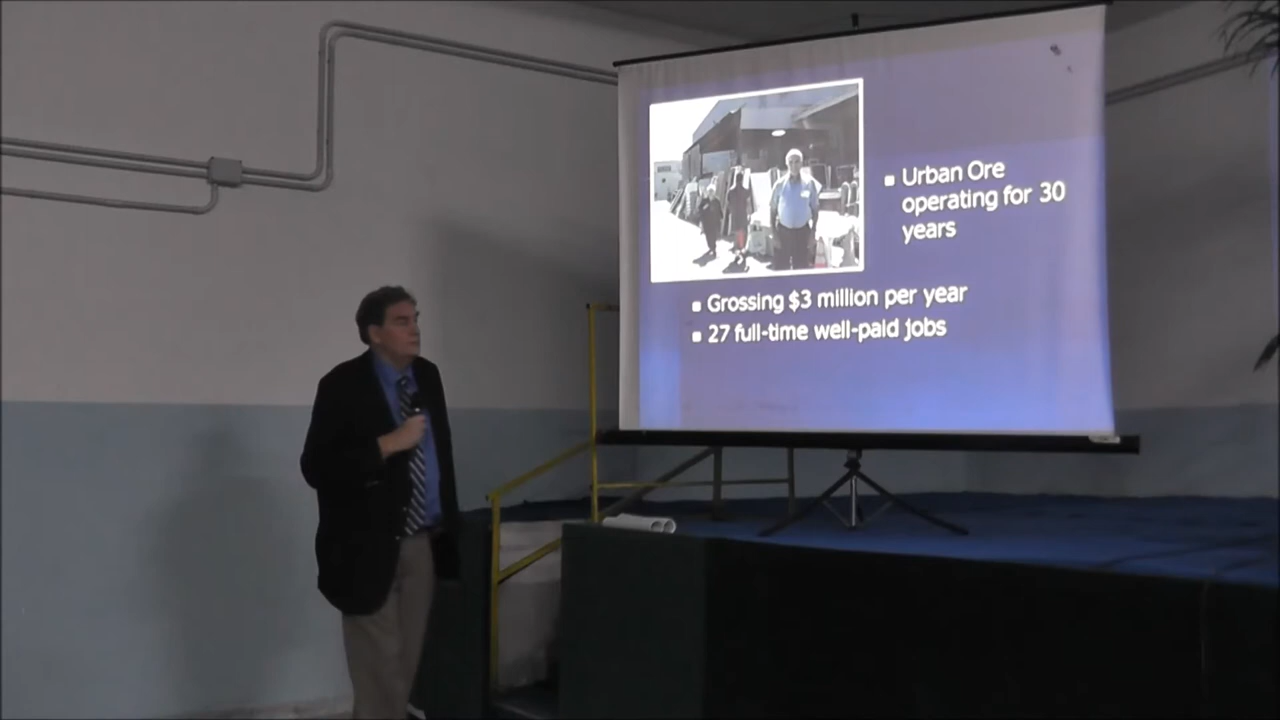 Urban Ore
operating for 30
years
Grossing $3 million per year
27 full-time well-paid jobs